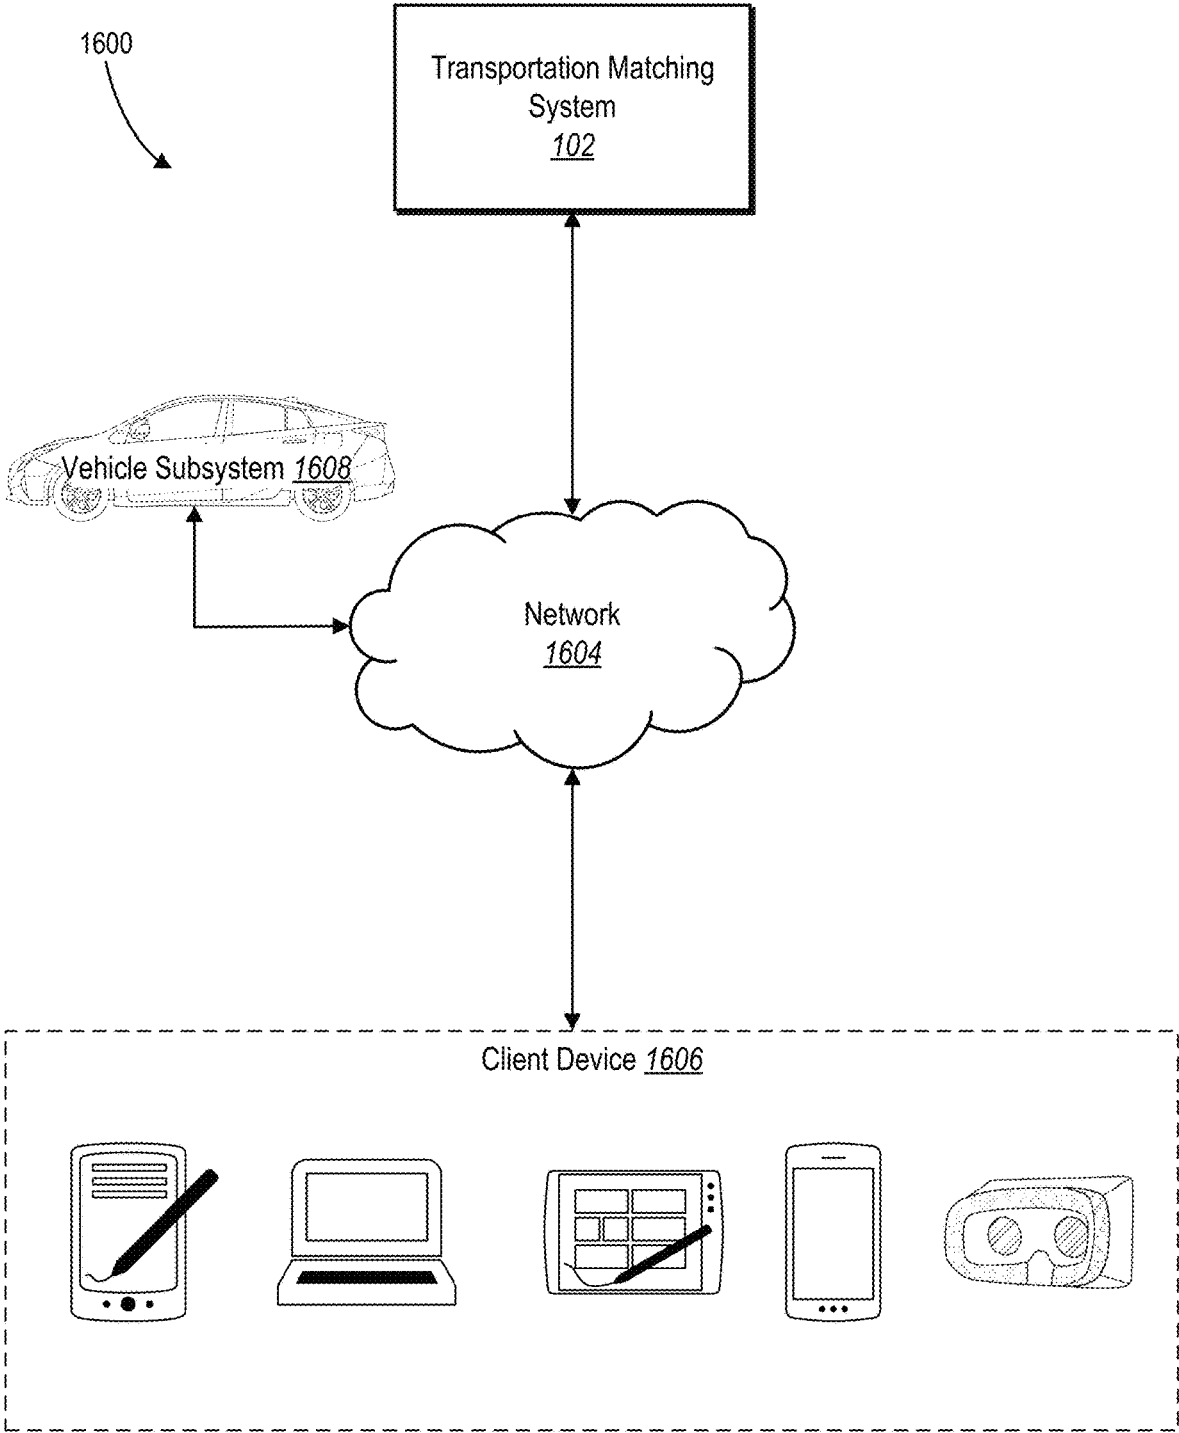 1600
Transportation Matching
System
102
Vehicle Subsystem 1608
Network
1604
Client Device 1606